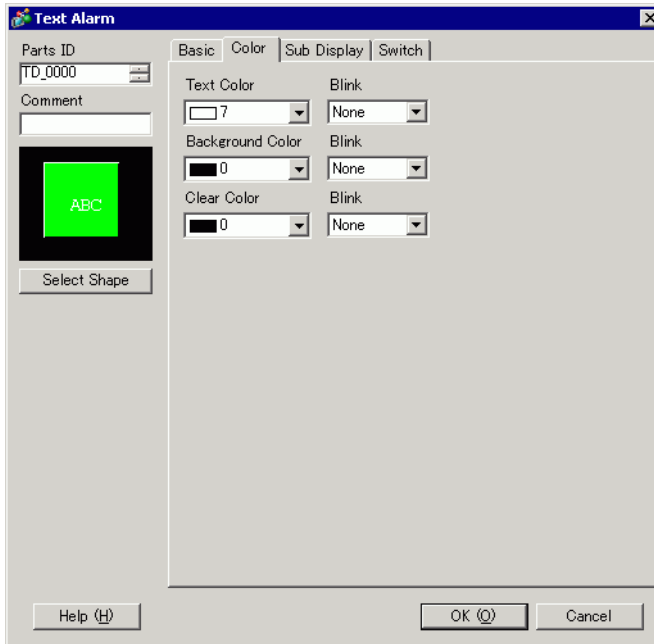 Text Alarm
Parts ID
TD_0000
Comment
ABC
Select Shape
Basic Color Sub Display Switch
Text Color Blink
7 None
Background Color Blink
0 None
Clear Color Blink
0 None
Help (H) OK (O) Cancel